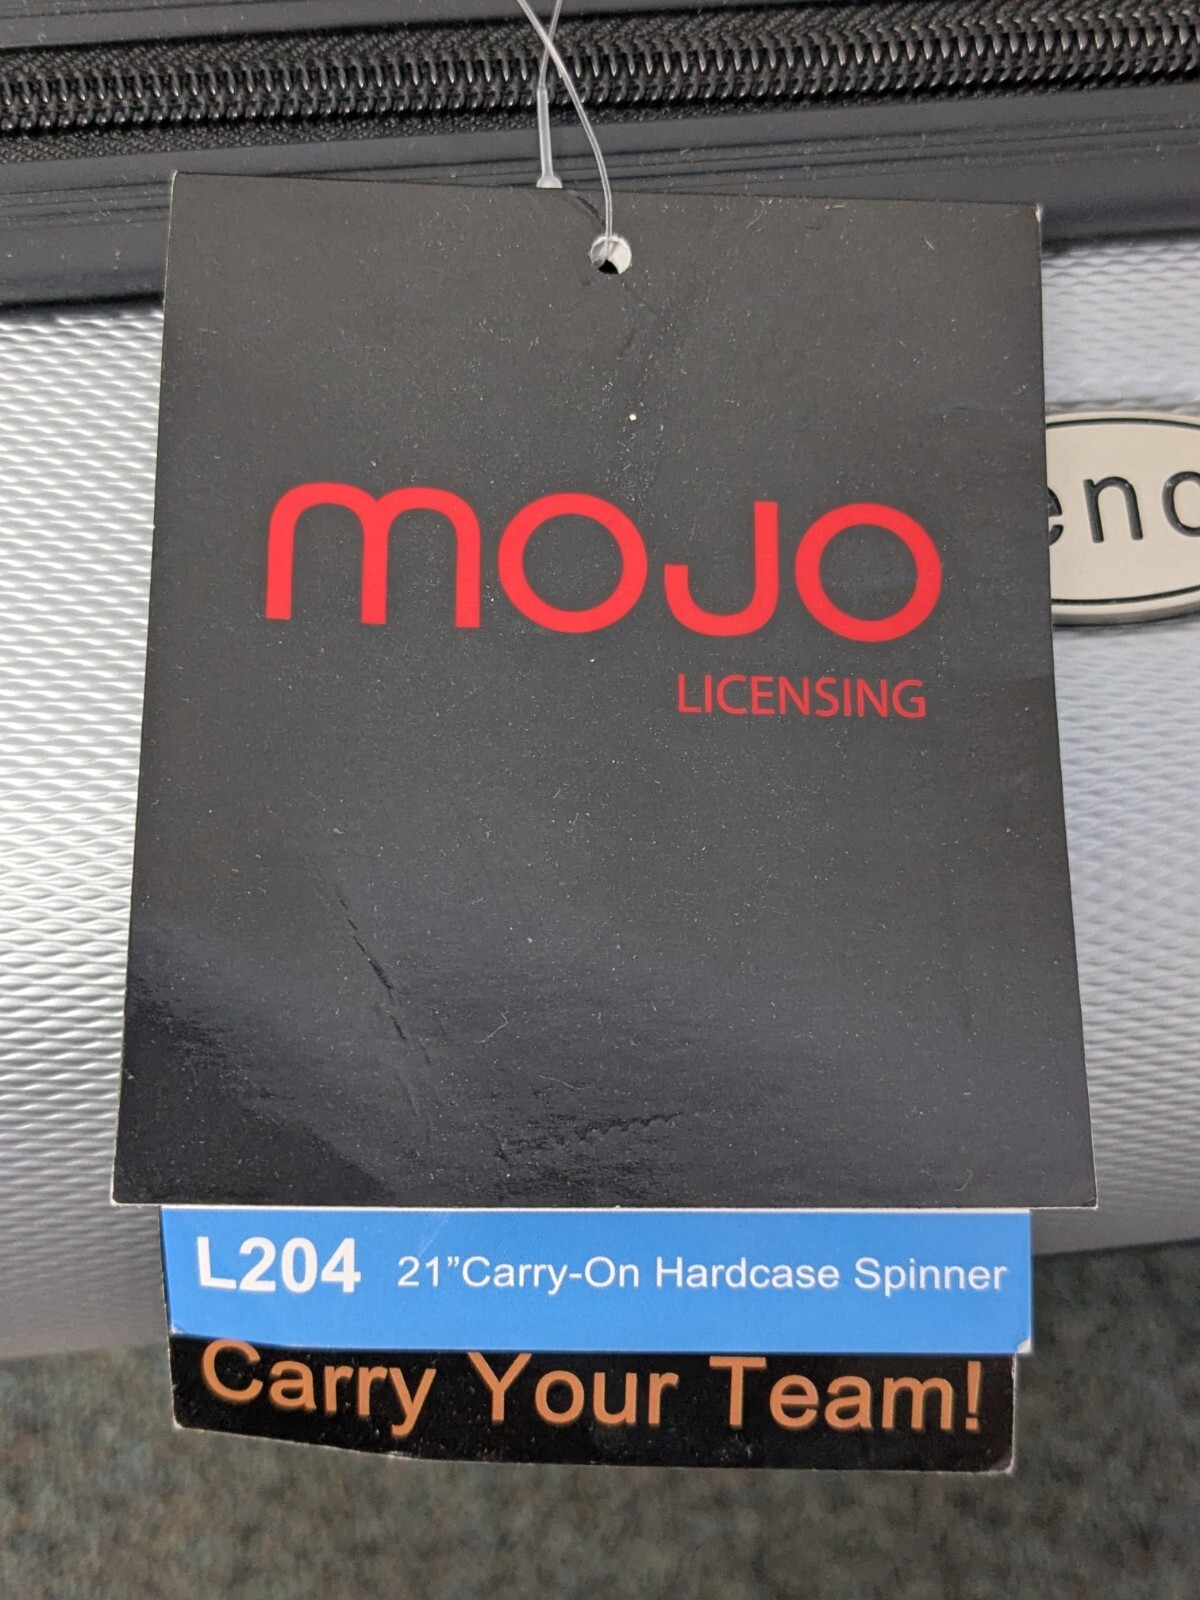 mojo
LICENSING
L204 21”Carry-On Hardcase Spinner
Carry Your Team!